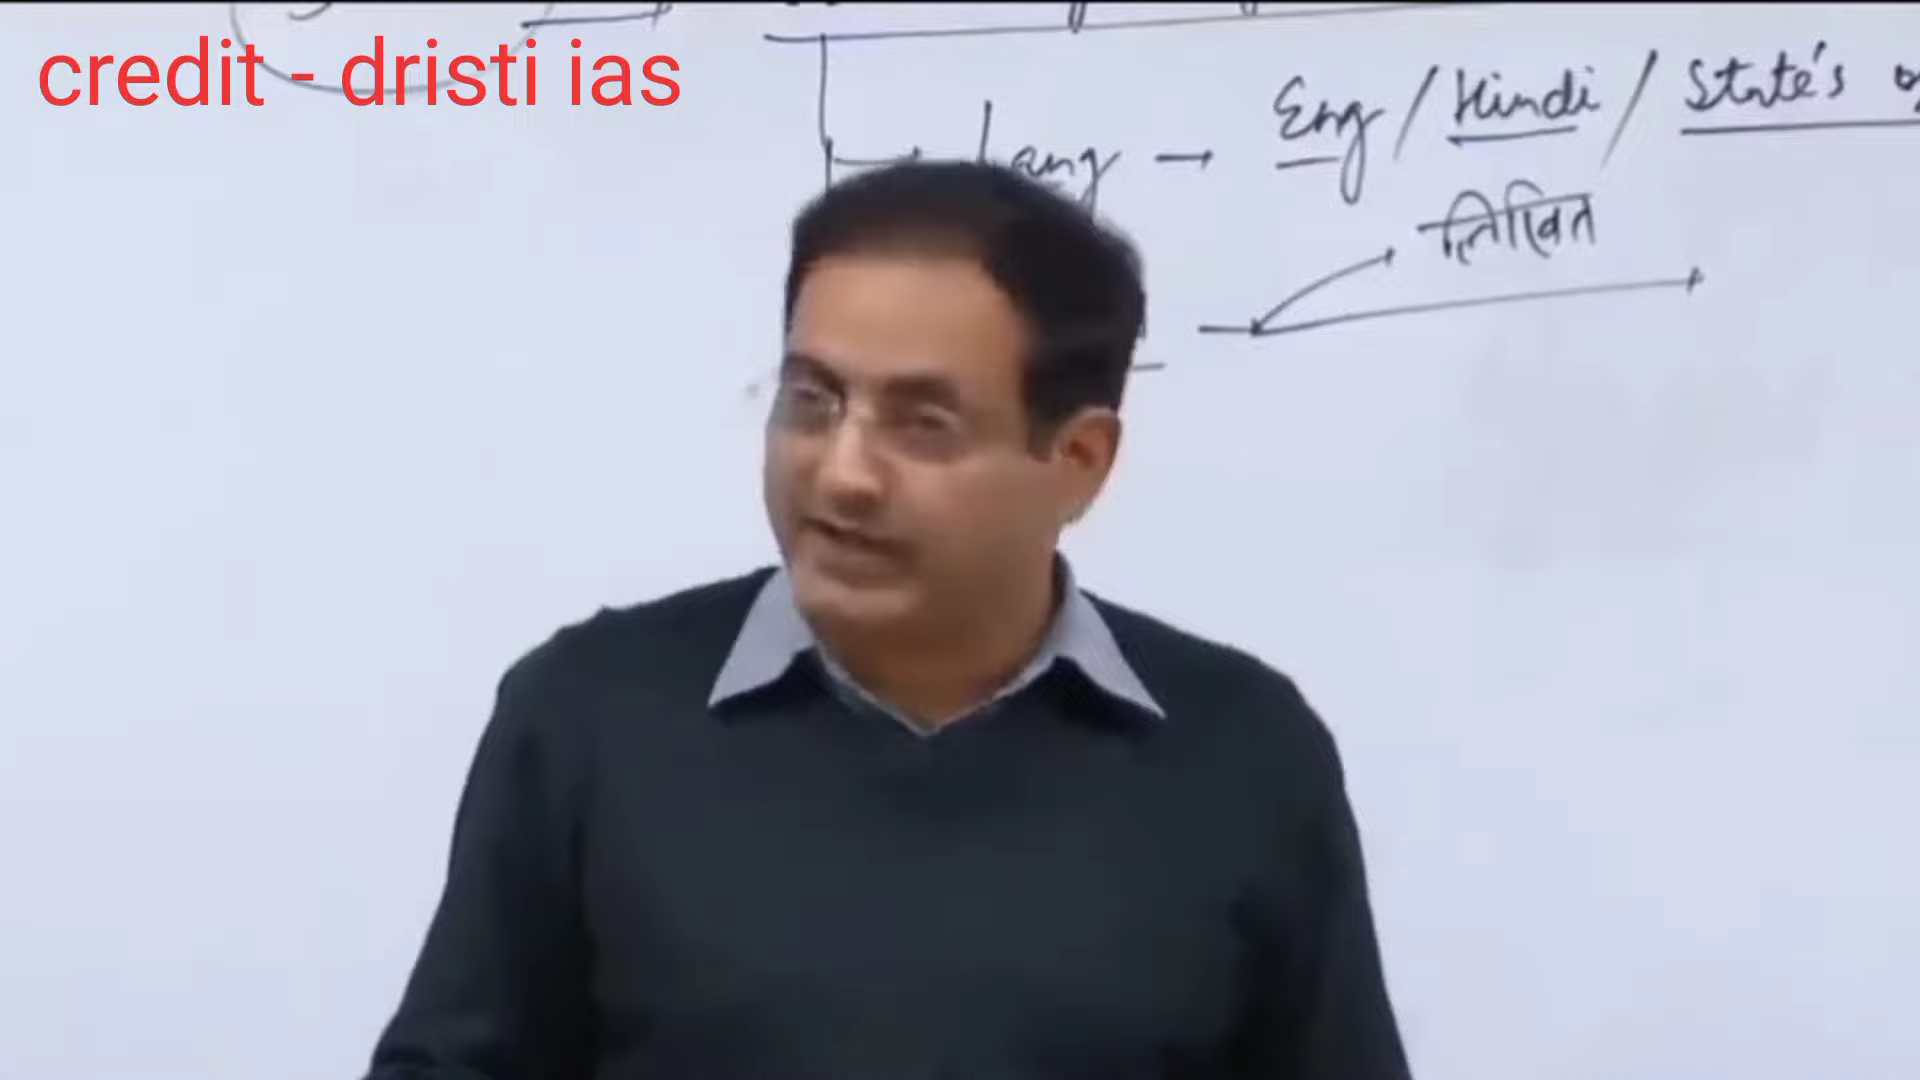 credit - dristi ias
Lang → Eng / Hindi / State's
लिखित